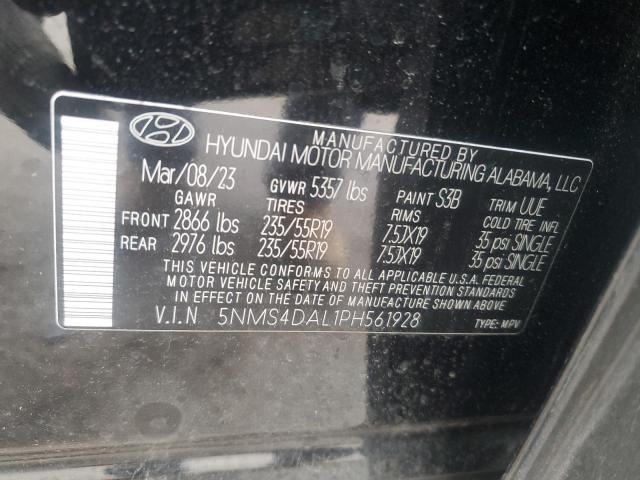 MANUFACTURED BY
HYUNDAI MOTOR MANUFACTURING ALABAMA, LLC
Mar/08/23 GVWR 5357 lbs PAINT S3B TRIM UUE
GAWR TIRES RIMS COLD TIRE INFL
FRONT 2866 lbs 235/55R19 7.5JX19 35 psi SINGLE
REAR 2976 lbs 235/55R19 7.5JX19 35 psi SINGLE
THIS VEHICLE CONFORMS TO ALL APPLICABLE U.S.A. FEDERAL
MOTOR VEHICLE SAFETY AND THEFT PREVENTION STANDARDS
IN EFFECT ON THE DATE OF MANUFACTURE SHOWN ABOVE.
V.I.N 5NMS4DAL1PH561928 TYPE: MPV